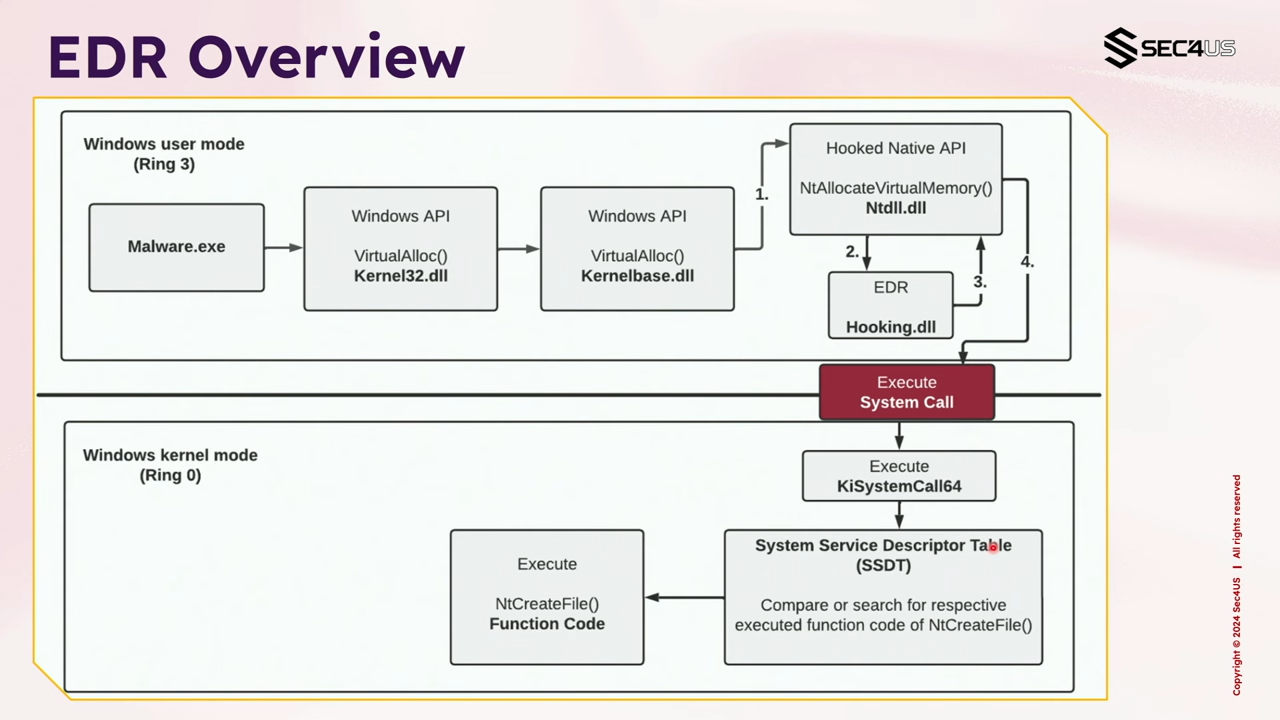 EDR Overview
SEC4US
Windows user mode
(Ring 3)
Malware.exe
Windows API
VirtualAlloc()
Kernel32.dll
Windows API
VirtualAlloc()
Kernelbase.dll
1.
Hooked Native API
NtAllocateVirtualMemory()
Ntdll.dll
2.
3.
4.
EDR
Hooking.dll
Execute
System Call
Windows kernel mode
(Ring 0)
Execute
KiSystemCall64
System Service Descriptor Table
(SSDT)
Compare or search for respective
executed function code of NtCreateFile()
Execute
NtCreateFile()
Function Code
Copyright © 2024 Sec4US | All rights reserved